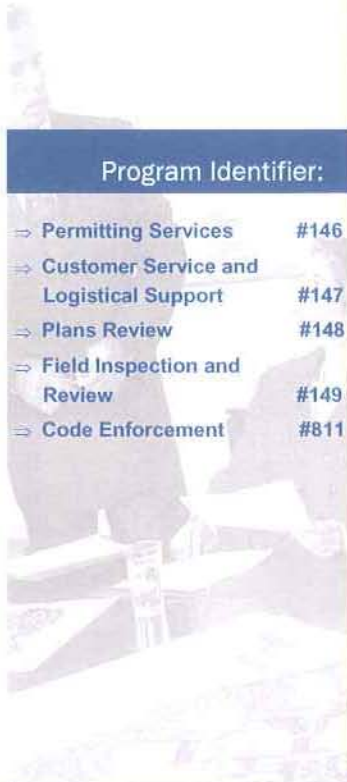 Program Identifier:
⇒ Permitting Services #146
⇒ Customer Service and
Logistical Support #147
⇒ Plans Review #148
⇒ Field Inspection and
Review #149
⇒ Code Enforcement #811